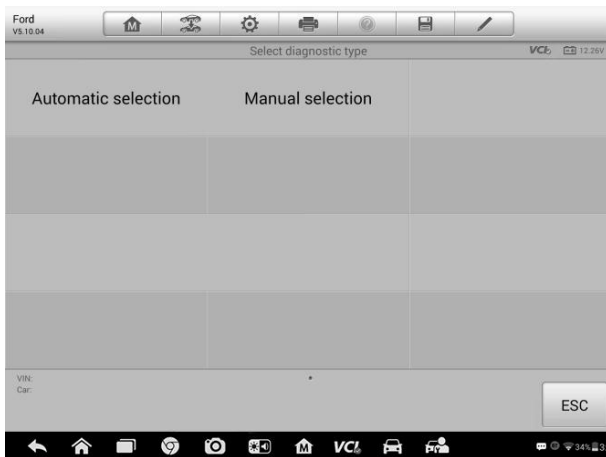 Ford
V5.10.04
M
Select diagnostic type
VCI
12.26V
Automatic selection
Manual selection
VIN:
Car:
ESC
M
VCI
34%